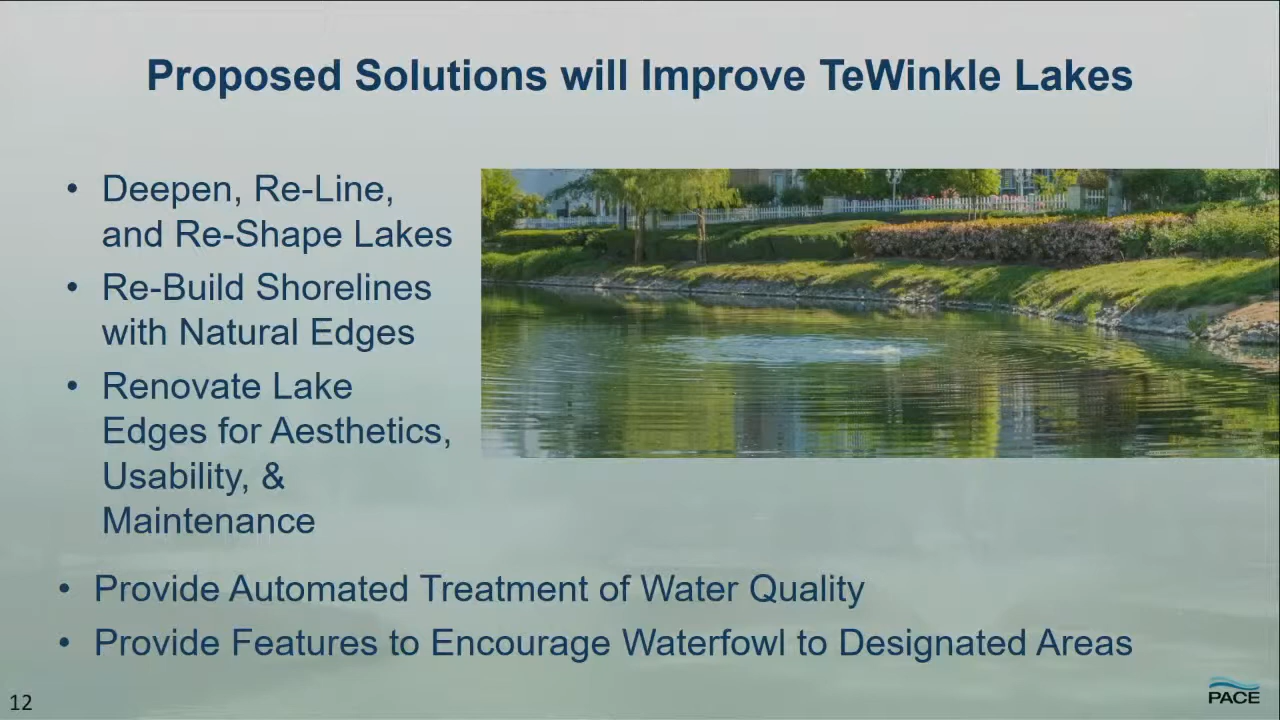 Proposed Solutions will Improve TeWinkle Lakes
• Deepen, Re-Line,
and Re-Shape Lakes
• Re-Build Shorelines
with Natural Edges
• Renovate Lake
Edges for Aesthetics,
Usability, &
Maintenance
• Provide Automated Treatment of Water Quality
• Provide Features to Encourage Waterfowl to Designated Areas
12
PACE